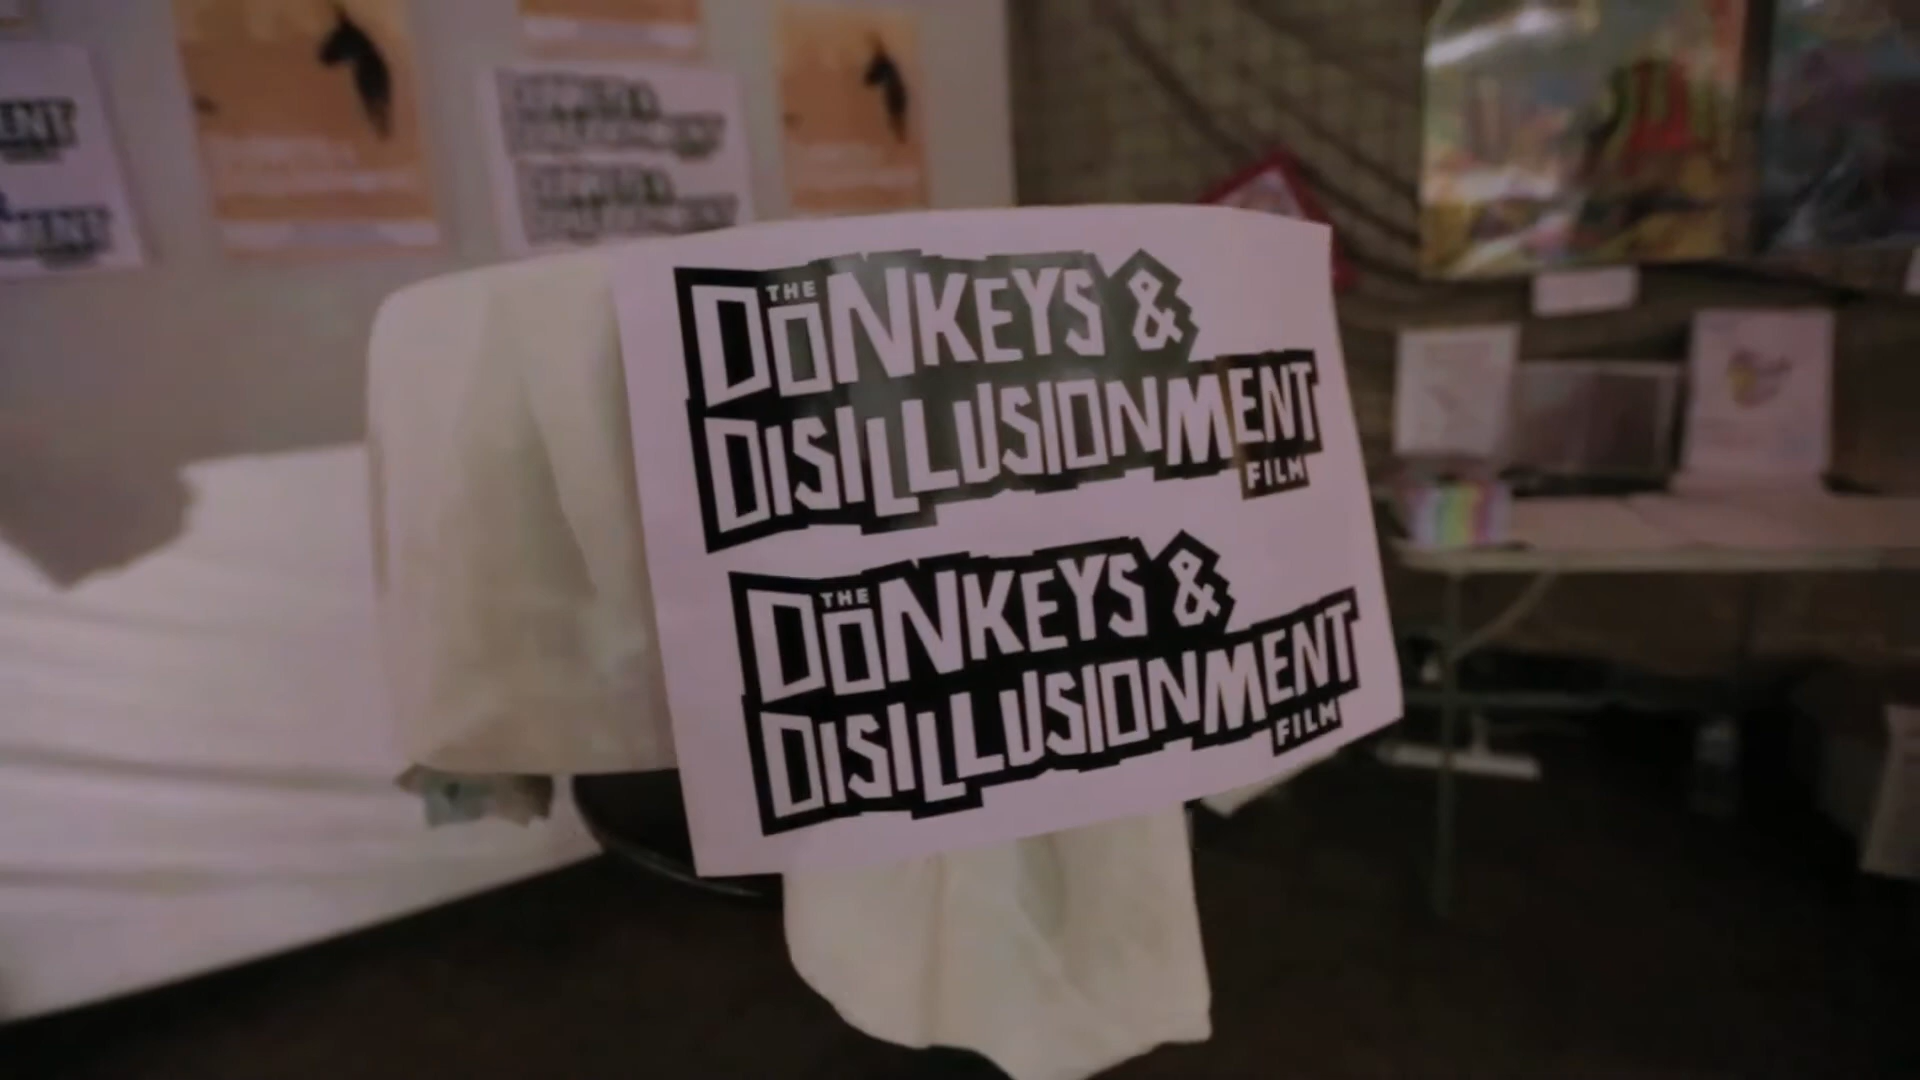 THE
DONKEYS &
DISILLUSIONMENT
FILM
THE
DONKEYS &
DISILLUSIONMENT
FILM